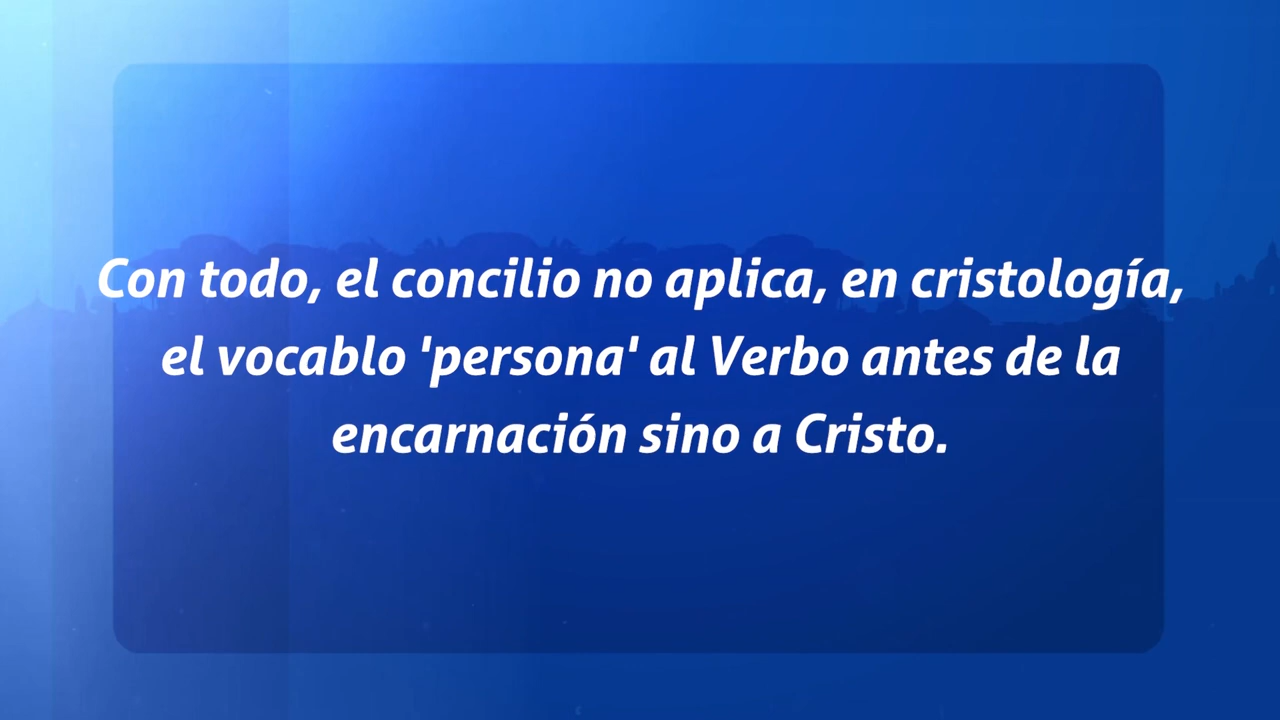 Con todo, el concilio no aplica, en cristología,
el vocablo 'persona' al Verbo antes de la
encarnación sino a Cristo.